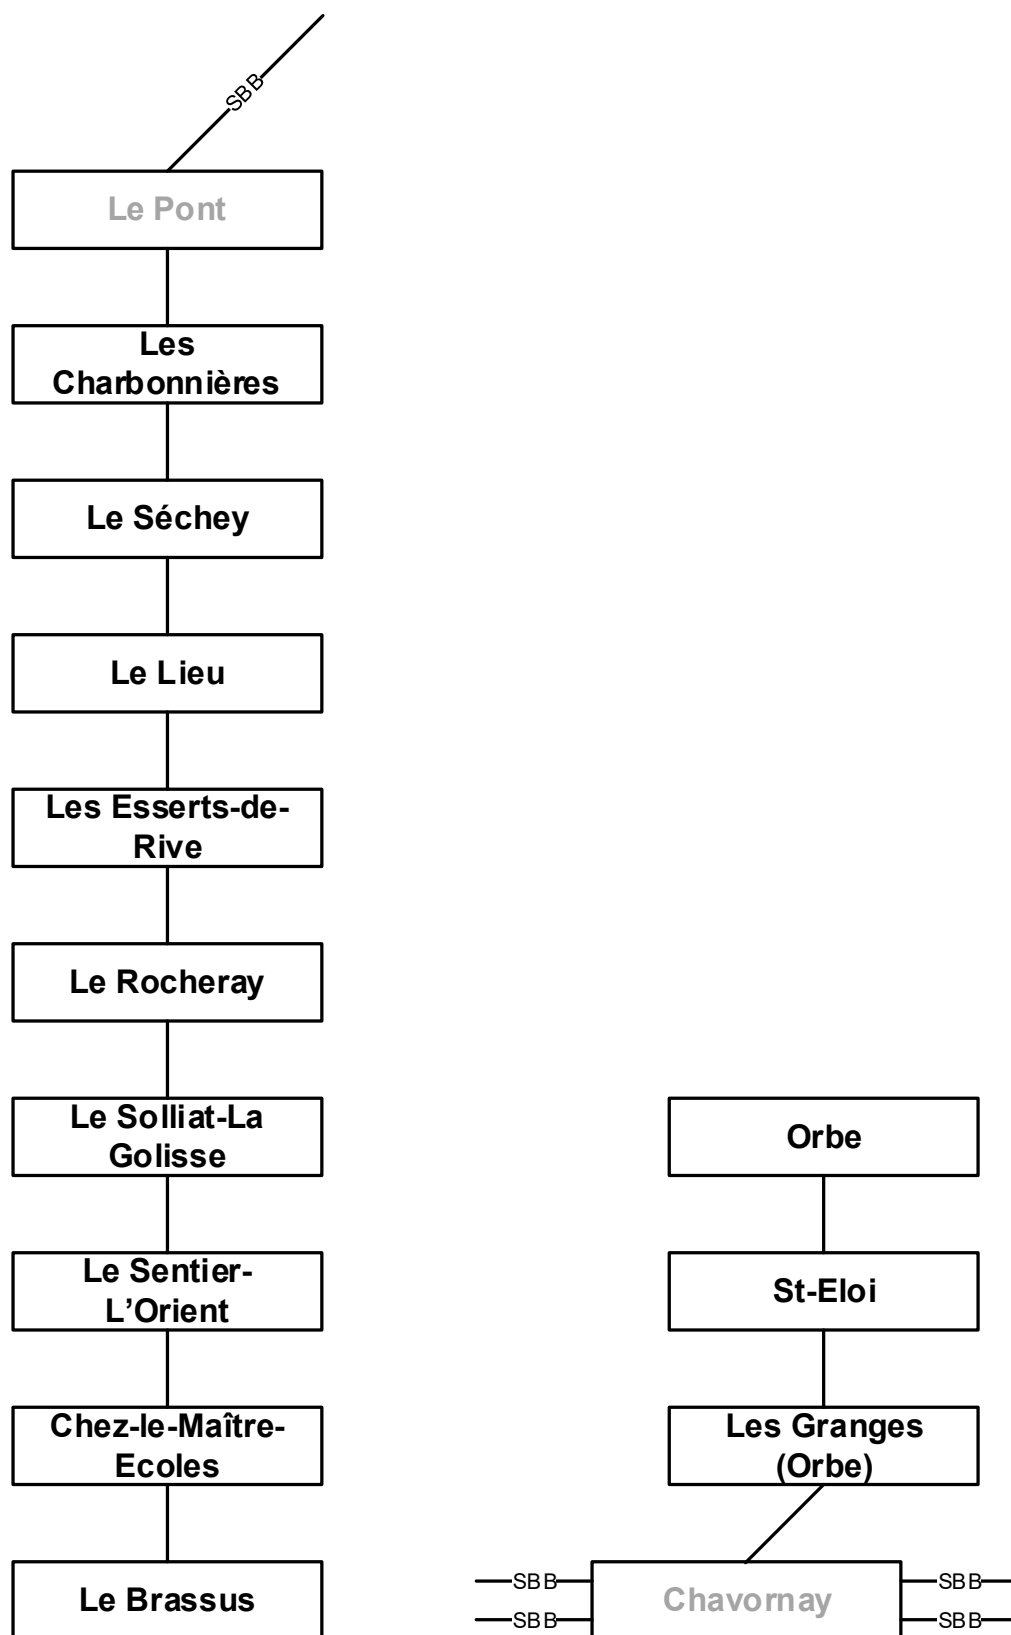 SBB
Le Pont
Les
Charbonnières
Le Séchey
Le Lieu
Les Esserts-de-
Rive
Le Rocheray
Le Solliat-La
Golisse
Le Sentier-
L'Orient
Chez-le-Maître-
Ecoles
Le Brassus
Orbe
St-Eloi
Les Granges
(Orbe)
SBB
SBB
Chavornay
SBB
SBB